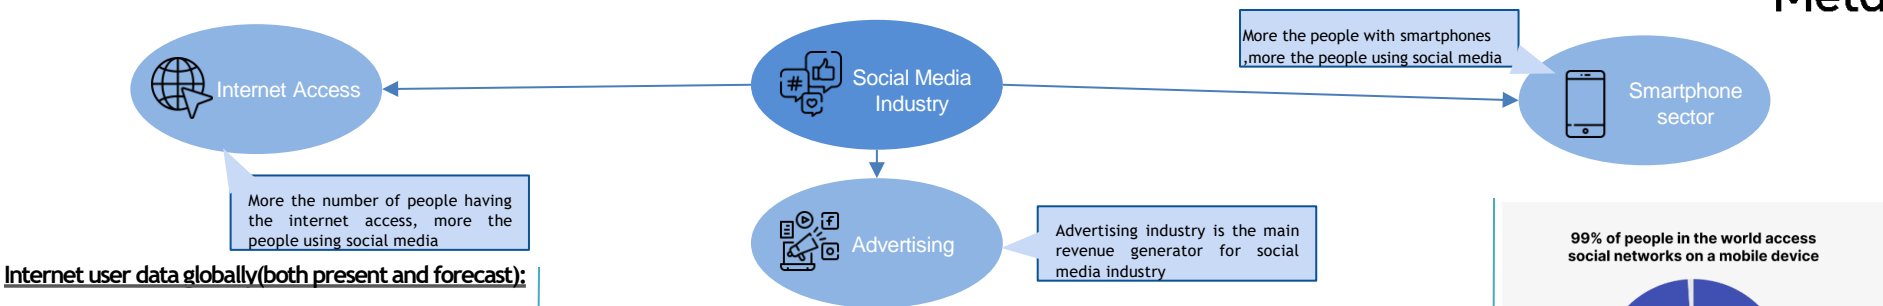 Meta
More the people with smartphones
,more the people using social media
Internet Access
#
Social Media
Industry
Smartphone
sector
More the number of people having
the internet access, more the
people using social media
Advertising
Advertising industry is the main
revenue generator for social
media industry
99% of people in the world access
social networks on a mobile device
Internet user data globally(both present and forecast):